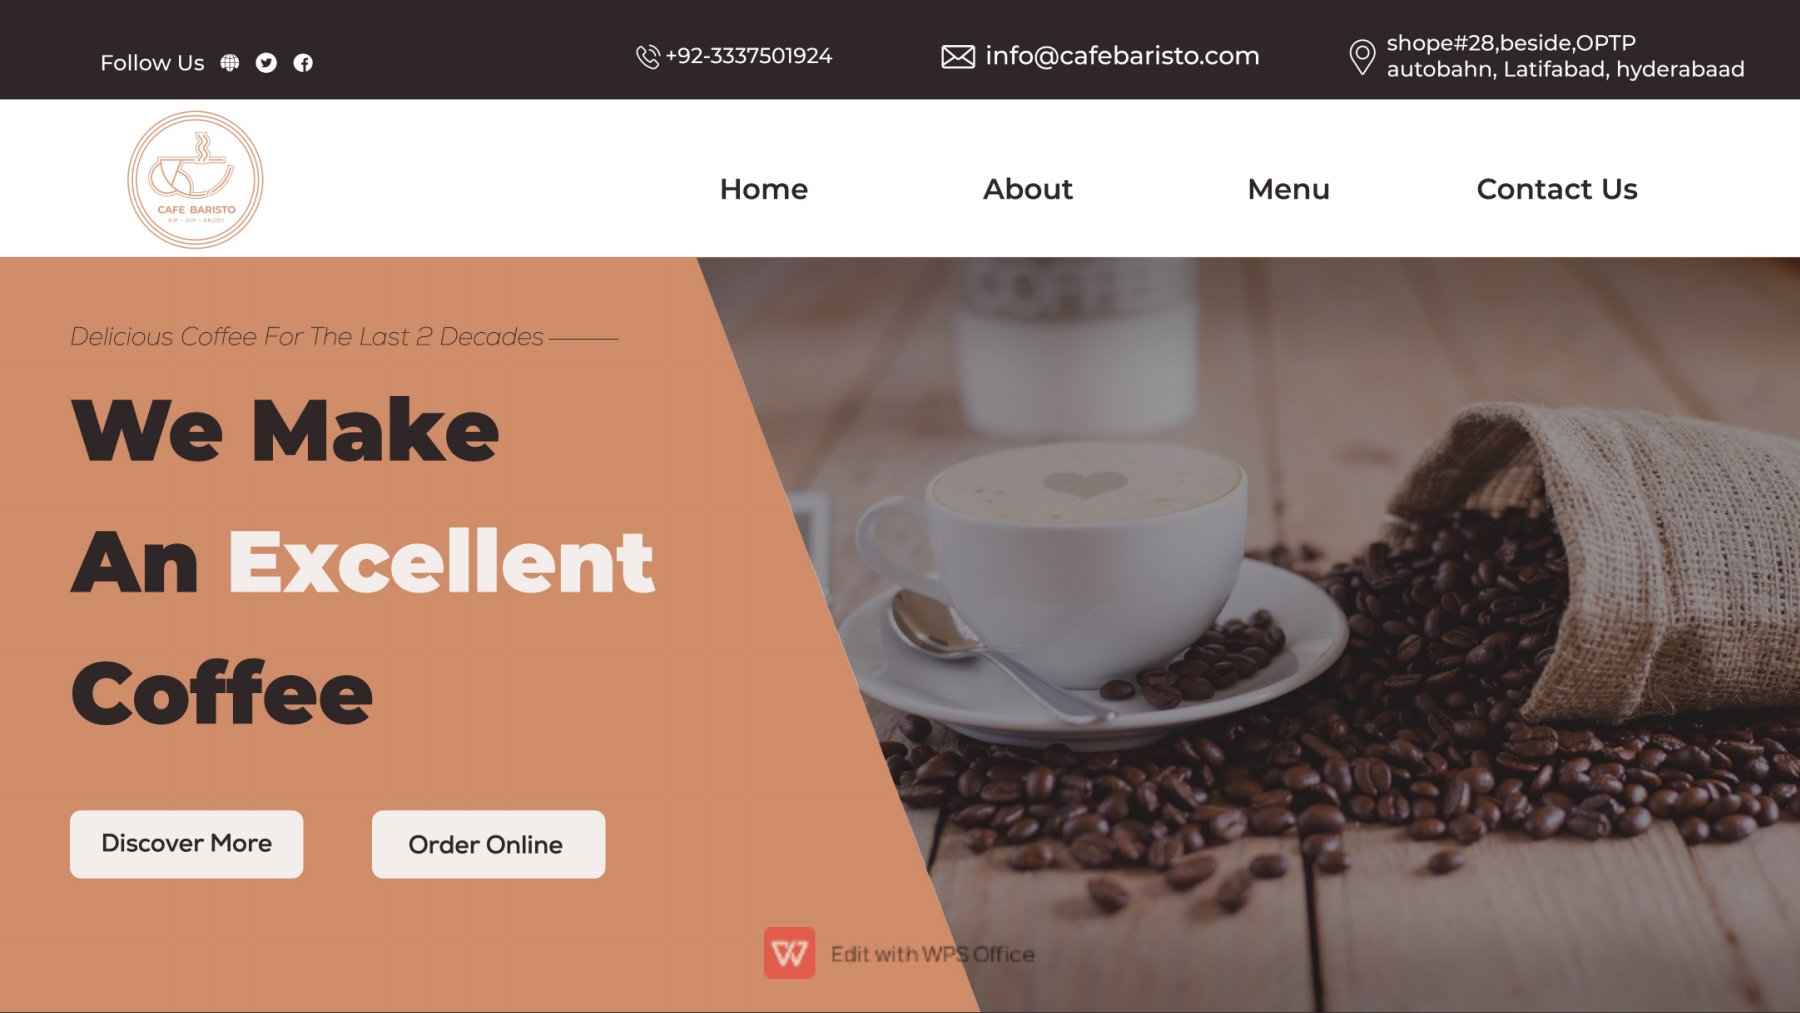 Follow Us
+92-3337501924
info@cafebaristo.com
shope#28,beside,OPTP
autobahn, Latifabad, hyderabaad
CAFE BARISTO
SIP - DIP - ENJOY
Home
About
Menu
Contact Us
Delicious Coffee For The Last 2 Decades
We Make
An Excellent
Coffee
COFFEE
Discover More
Order Online
Edit with WPS Office